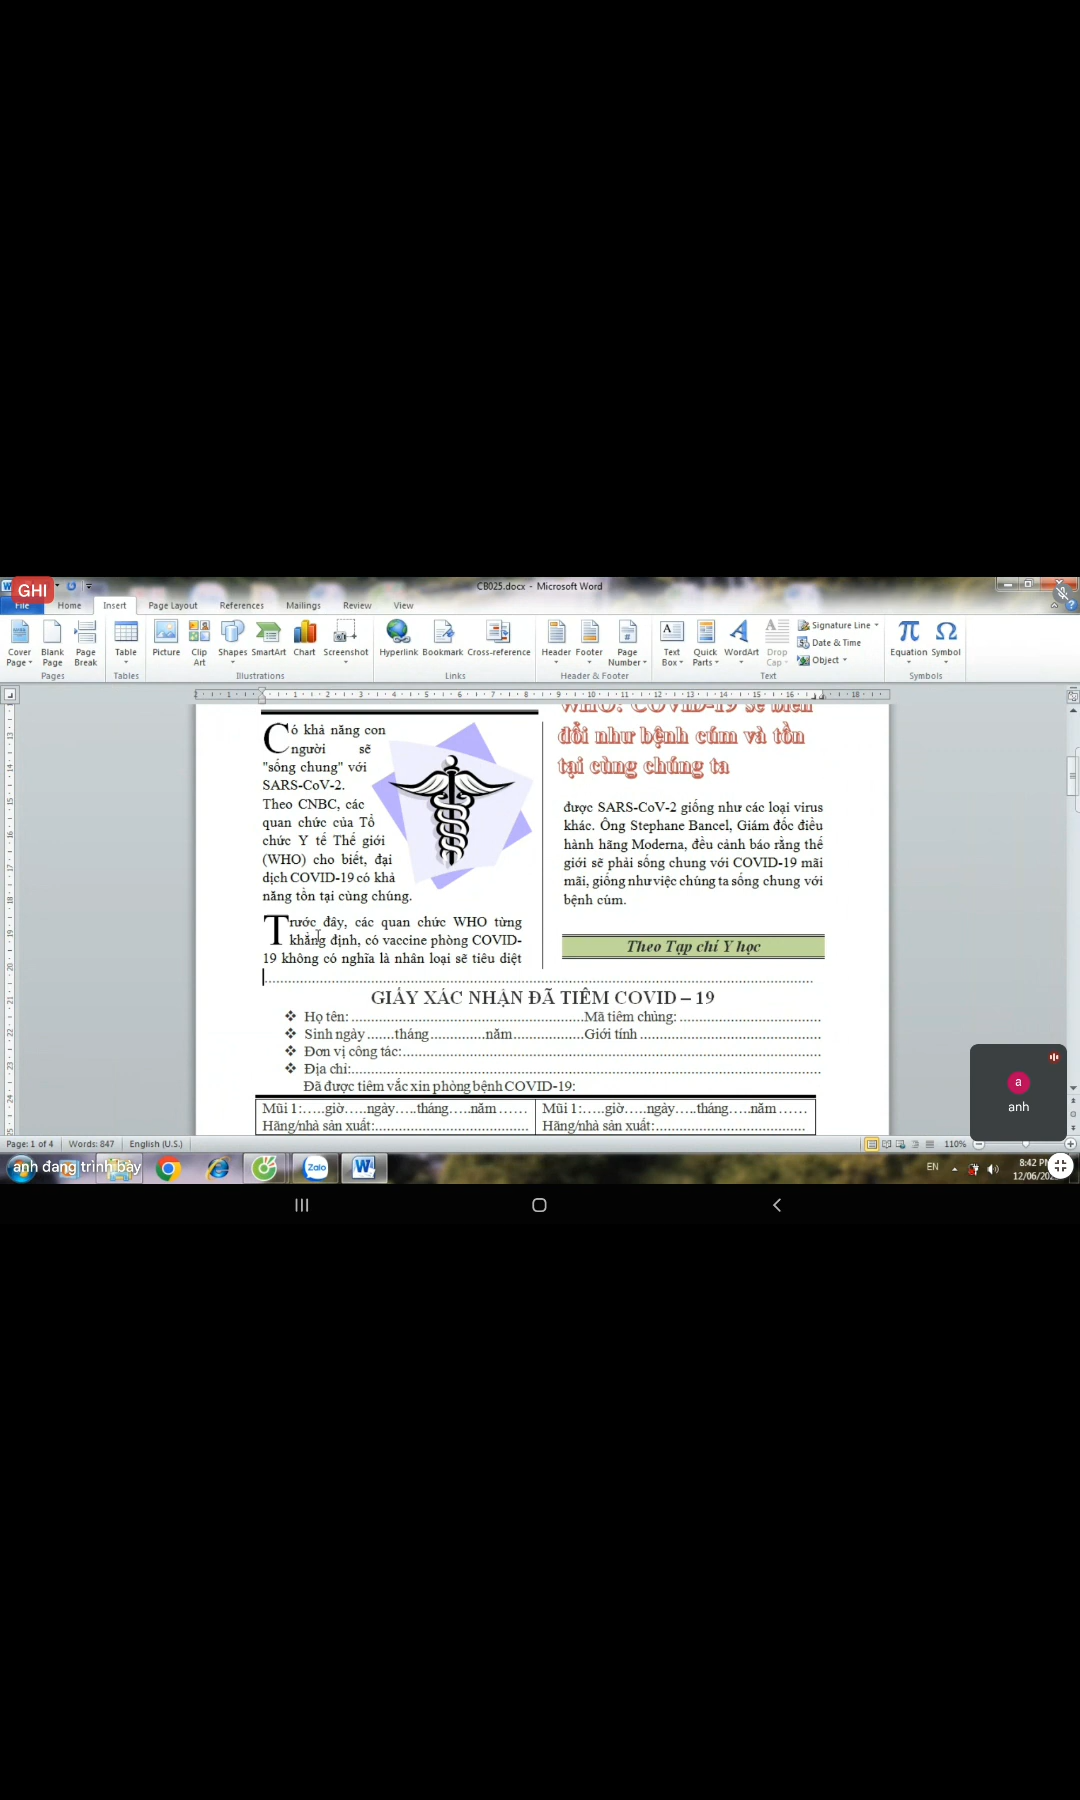 GHI
CB025.docx - Microsoft Word
File Home Insert Page Layout References Mailings Review View
Cover Page Blank Page Page Break Table Picture Clip Art Shapes SmartArt Chart Screenshot Hyperlink Bookmark Cross-reference Header Footer Page Number Text Box Quick Parts WordArt Drop Cap Signature Line Date & Time Object Equation Symbol
Pages Tables Illustrations Links Header & Footer Text Symbols
Có khả năng con
người sẽ
"sống chung" với
SARS-CoV-2.
Theo CNBC, các
quan chức của Tổ
chức Y tế Thế giới
(WHO) cho biết, đại
dịch COVID-19 có khả
năng tồn tại cùng chúng.
Trước đây, các quan chức WHO từng
khẳng định, có vaccine phòng COVID-
19 không có nghĩa là nhân loại sẽ tiêu diệt
WHO: COVID-19 sẽ biến
đổi như bệnh cúm và tồn
tại cùng chúng ta
được SARS-CoV-2 giống như các loại virus
khác. Ông Stephane Bancel, Giám đốc điều
hành hãng Moderna, đều cảnh báo rằng thế
giới sẽ phải sống chung với COVID-19 mãi
mãi, giống như việc chúng ta sống chung với
bệnh cúm.
Theo Tạp chí Y học
GIẤY XÁC NHẬN ĐÃ TIÊM COVID – 19
❖ Họ tên: ..........Mã tiêm chủng: ..........
❖ Sinh ngày.......tháng..............năm..................Giới tính ..........
❖ Đơn vị công tác:..........
❖ Địa chỉ:..........
Đã được tiêm vắc xin phòng bệnh COVID-19:
Mũi 1:.....giờ.....ngày.....tháng.....năm ...... Mũi 1:.....giờ.....ngày.....tháng.....năm ......
Hãng/nhà sản xuất:.......... Hãng/nhà sản xuất:..........
a
anh
Page: 1 of 4 Words: 847 English (U.S.) 110%
anh đang trình bày Zalo EN 8:42